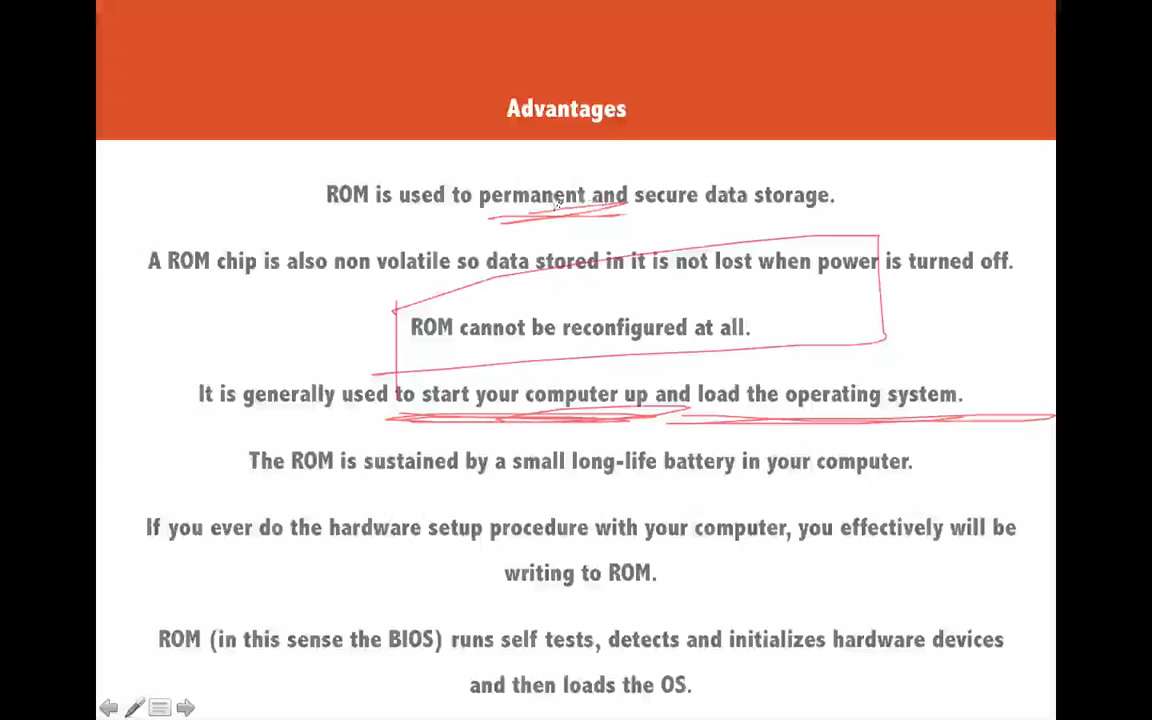 Advantages
ROM is used to permanent and secure data storage.
A ROM chip is also non volatile so data stored in it is not lost when power is turned off.
ROM cannot be reconfigured at all.
It is generally used to start your computer up and load the operating system.
The ROM is sustained by a small long-life battery in your computer.
If you ever do the hardware setup procedure with your computer, you effectively will be
writing to ROM.
ROM (in this sense the BIOS) runs self tests, detects and initializes hardware devices
and then loads the OS.